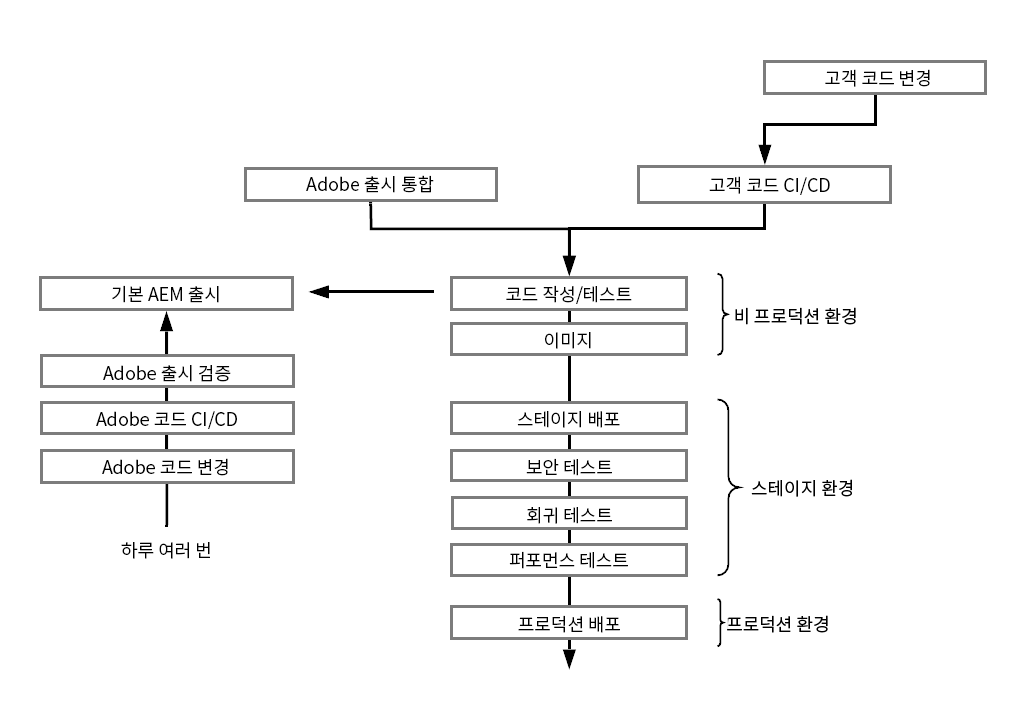 고객 코드 변경
Adobe 출시 통합
고객 코드 CI/CD
기본 AEM 출시
코드 작성/테스트
비 프로덕션 환경
이미지
Adobe 출시 검증
Adobe 코드 CI/CD
스테이지 배포
Adobe 코드 변경
보안 테스트
스테이지 환경
회귀 테스트
하루 여러 번
퍼포먼스 테스트
프로덕션 배포
프로덕션 환경